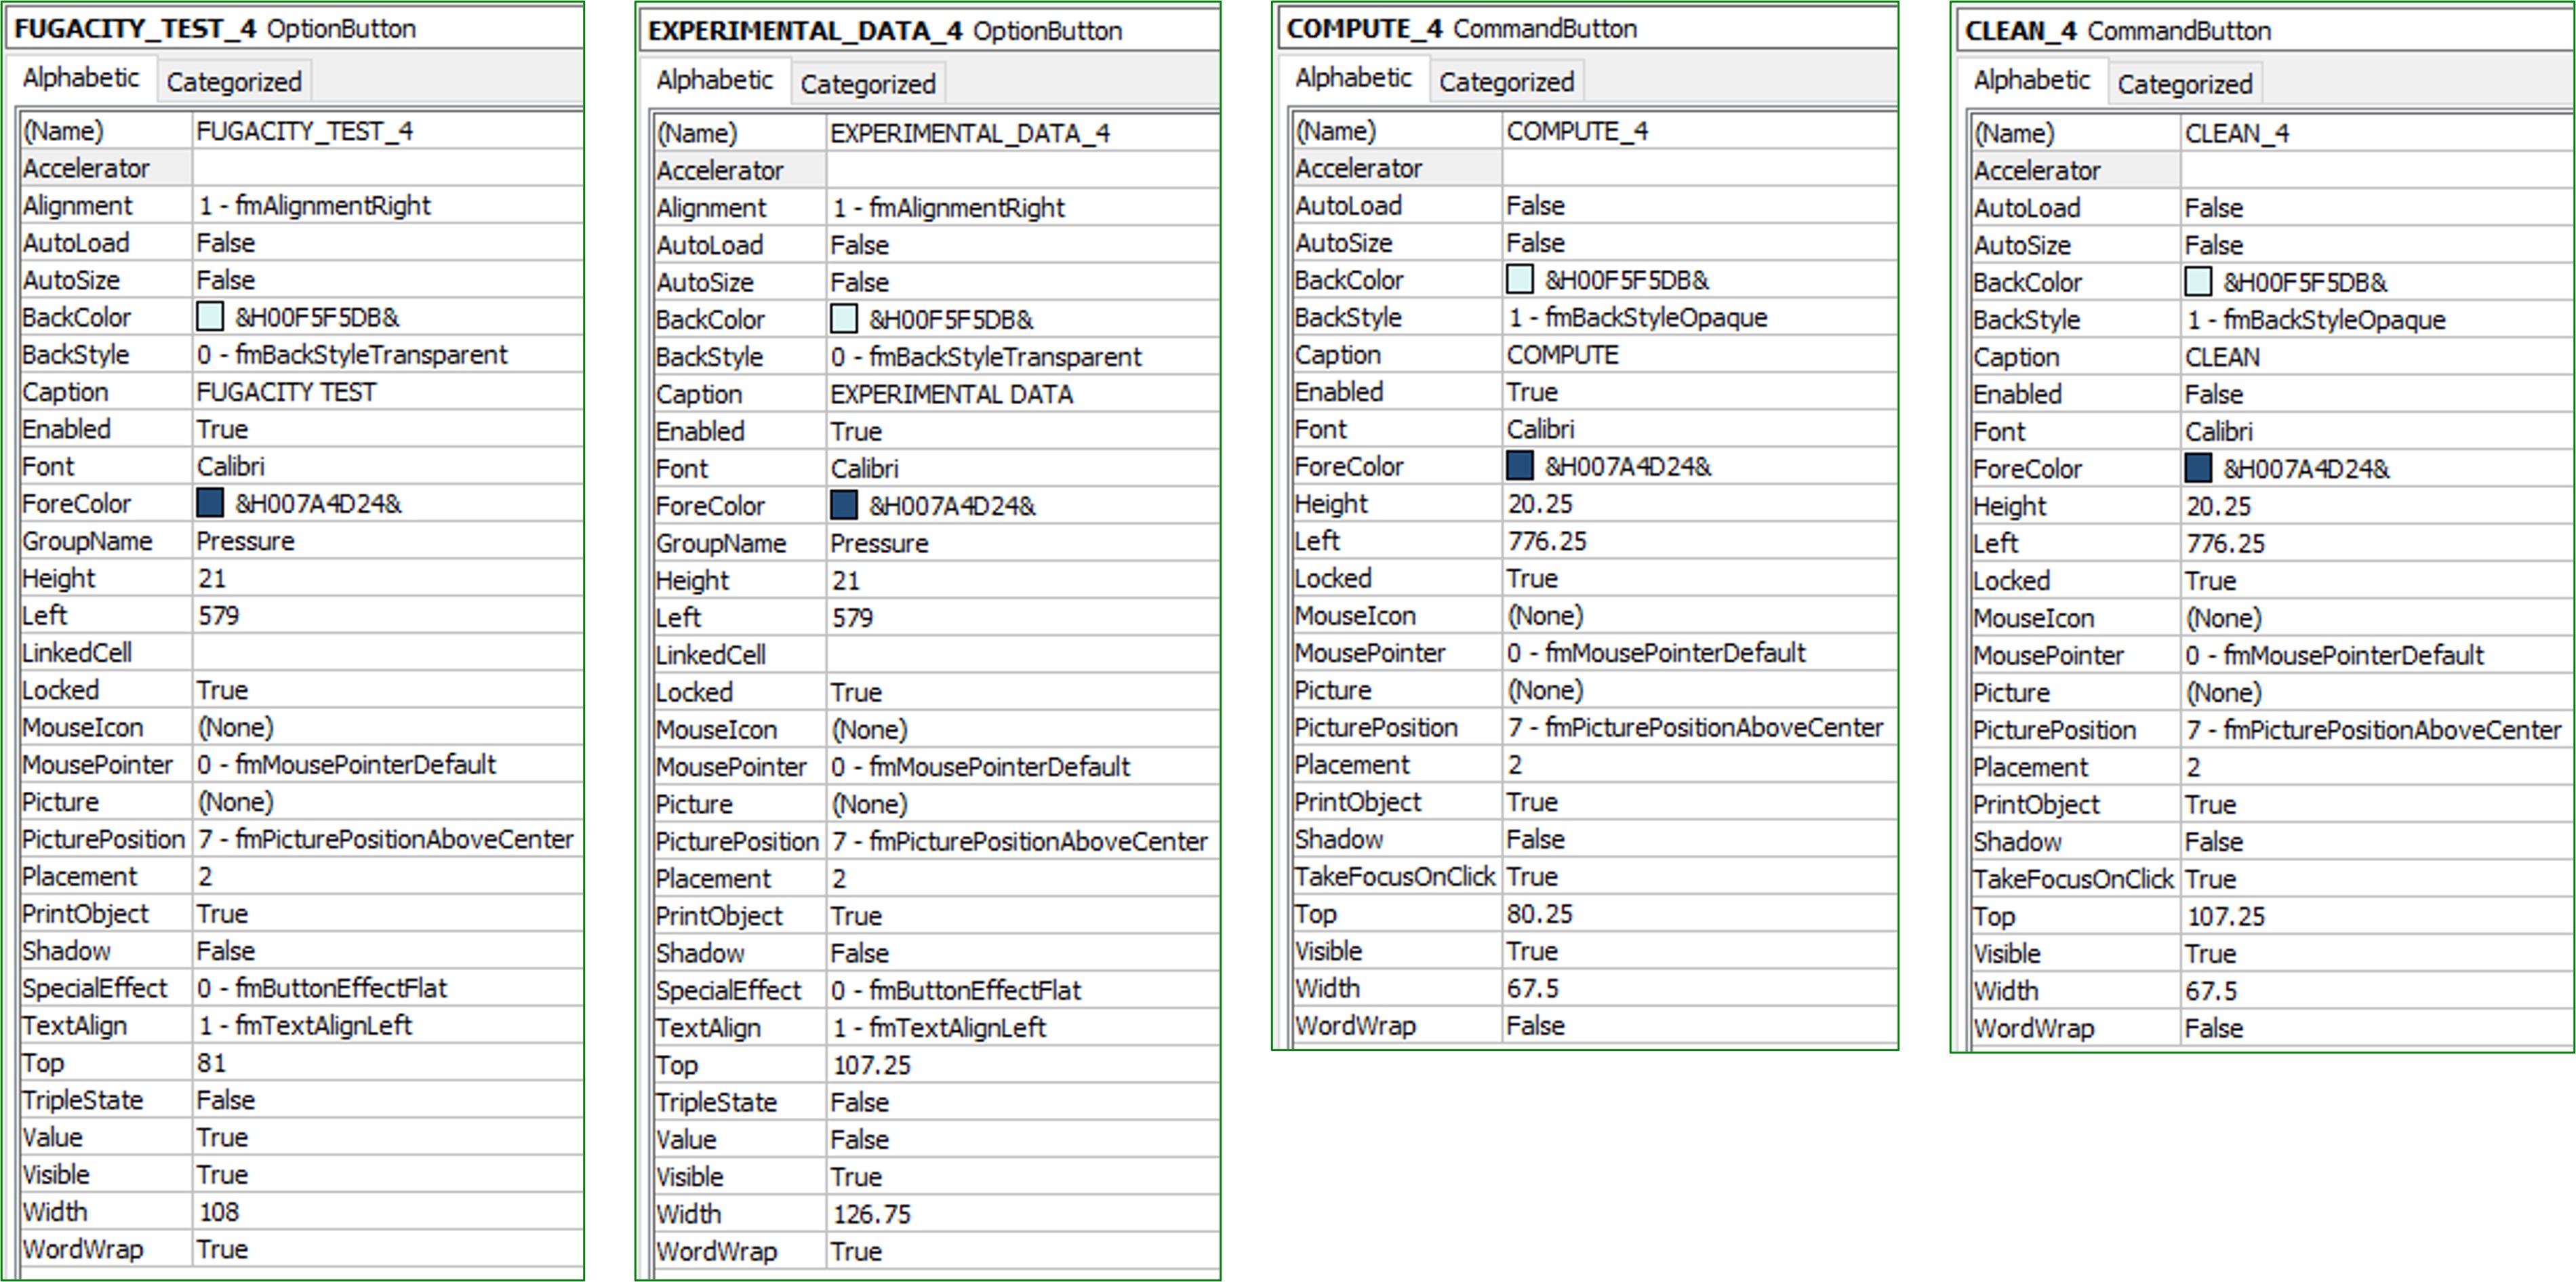 FUGACITY_TEST_4 OptionButton
Alphabetic Categorized
(Name) FUGACITY_TEST_4
Accelerator
Alignment 1 - fmAlignmentRight
AutoLoad False
AutoSize False
BackColor &H00F5F5DB&
BackStyle 0 - fmBackStyleTransparent
Caption FUGACITY TEST
Enabled True
Font Calibri
ForeColor &H007A4D24&
GroupName Pressure
Height 21
Left 579
LinkedCell
Locked True
MouseIcon (None)
MousePointer 0 - fmMousePointerDefault
Picture (None)
PicturePosition 7 - fmPicturePositionAboveCenter
Placement 2
PrintObject True
Shadow False
SpecialEffect 0 - fmButtonEffectFlat
TextAlign 1 - fmTextAlignLeft
Top 81
TripleState False
Value True
Visible True
Width 108
WordWrap True
EXPERIMENTAL_DATA_4 OptionButton
Alphabetic Categorized
(Name) EXPERIMENTAL_DATA_4
Accelerator
Alignment 1 - fmAlignmentRight
AutoLoad False
AutoSize False
BackColor &H00F5F5DB&
BackStyle 0 - fmBackStyleTransparent
Caption EXPERIMENTAL DATA
Enabled True
Font Calibri
ForeColor &H007A4D24&
GroupName Pressure
Height 21
Left 579
LinkedCell
Locked True
MouseIcon (None)
MousePointer 0 - fmMousePointerDefault
Picture (None)
PicturePosition 7 - fmPicturePositionAboveCenter
Placement 2
PrintObject True
Shadow False
SpecialEffect 0 - fmButtonEffectFlat
TextAlign 1 - fmTextAlignLeft
Top 107.25
TripleState False
Value False
Visible True
Width 126.75
WordWrap True
COMPUTE_4 CommandButton
Alphabetic Categorized
(Name) COMPUTE_4
Accelerator
AutoLoad False
AutoSize False
BackColor &H00F5F5DB&
BackStyle 1 - fmBackStyleOpaque
Caption COMPUTE
Enabled True
Font Calibri
ForeColor &H007A4D24&
Height 20.25
Left 776.25
Locked True
MouseIcon (None)
MousePointer 0 - fmMousePointerDefault
Picture (None)
PicturePosition 7 - fmPicturePositionAboveCenter
Placement 2
PrintObject True
Shadow False
TakeFocusOnClick True
Top 80.25
Visible True
Width 67.5
WordWrap False
CLEAN_4 CommandButton
Alphabetic Categorized
(Name) CLEAN_4
Accelerator
AutoLoad False
AutoSize False
BackColor &H00F5F5DB&
BackStyle 1 - fmBackStyleOpaque
Caption CLEAN
Enabled False
Font Calibri
ForeColor &H007A4D24&
Height 20.25
Left 776.25
Locked True
MouseIcon (None)
MousePointer 0 - fmMousePointerDefault
Picture (None)
PicturePosition 7 - fmPicturePositionAboveCenter
Placement 2
PrintObject True
Shadow False
TakeFocusOnClick True
Top 107.25
Visible True
Width 67.5
WordWrap False